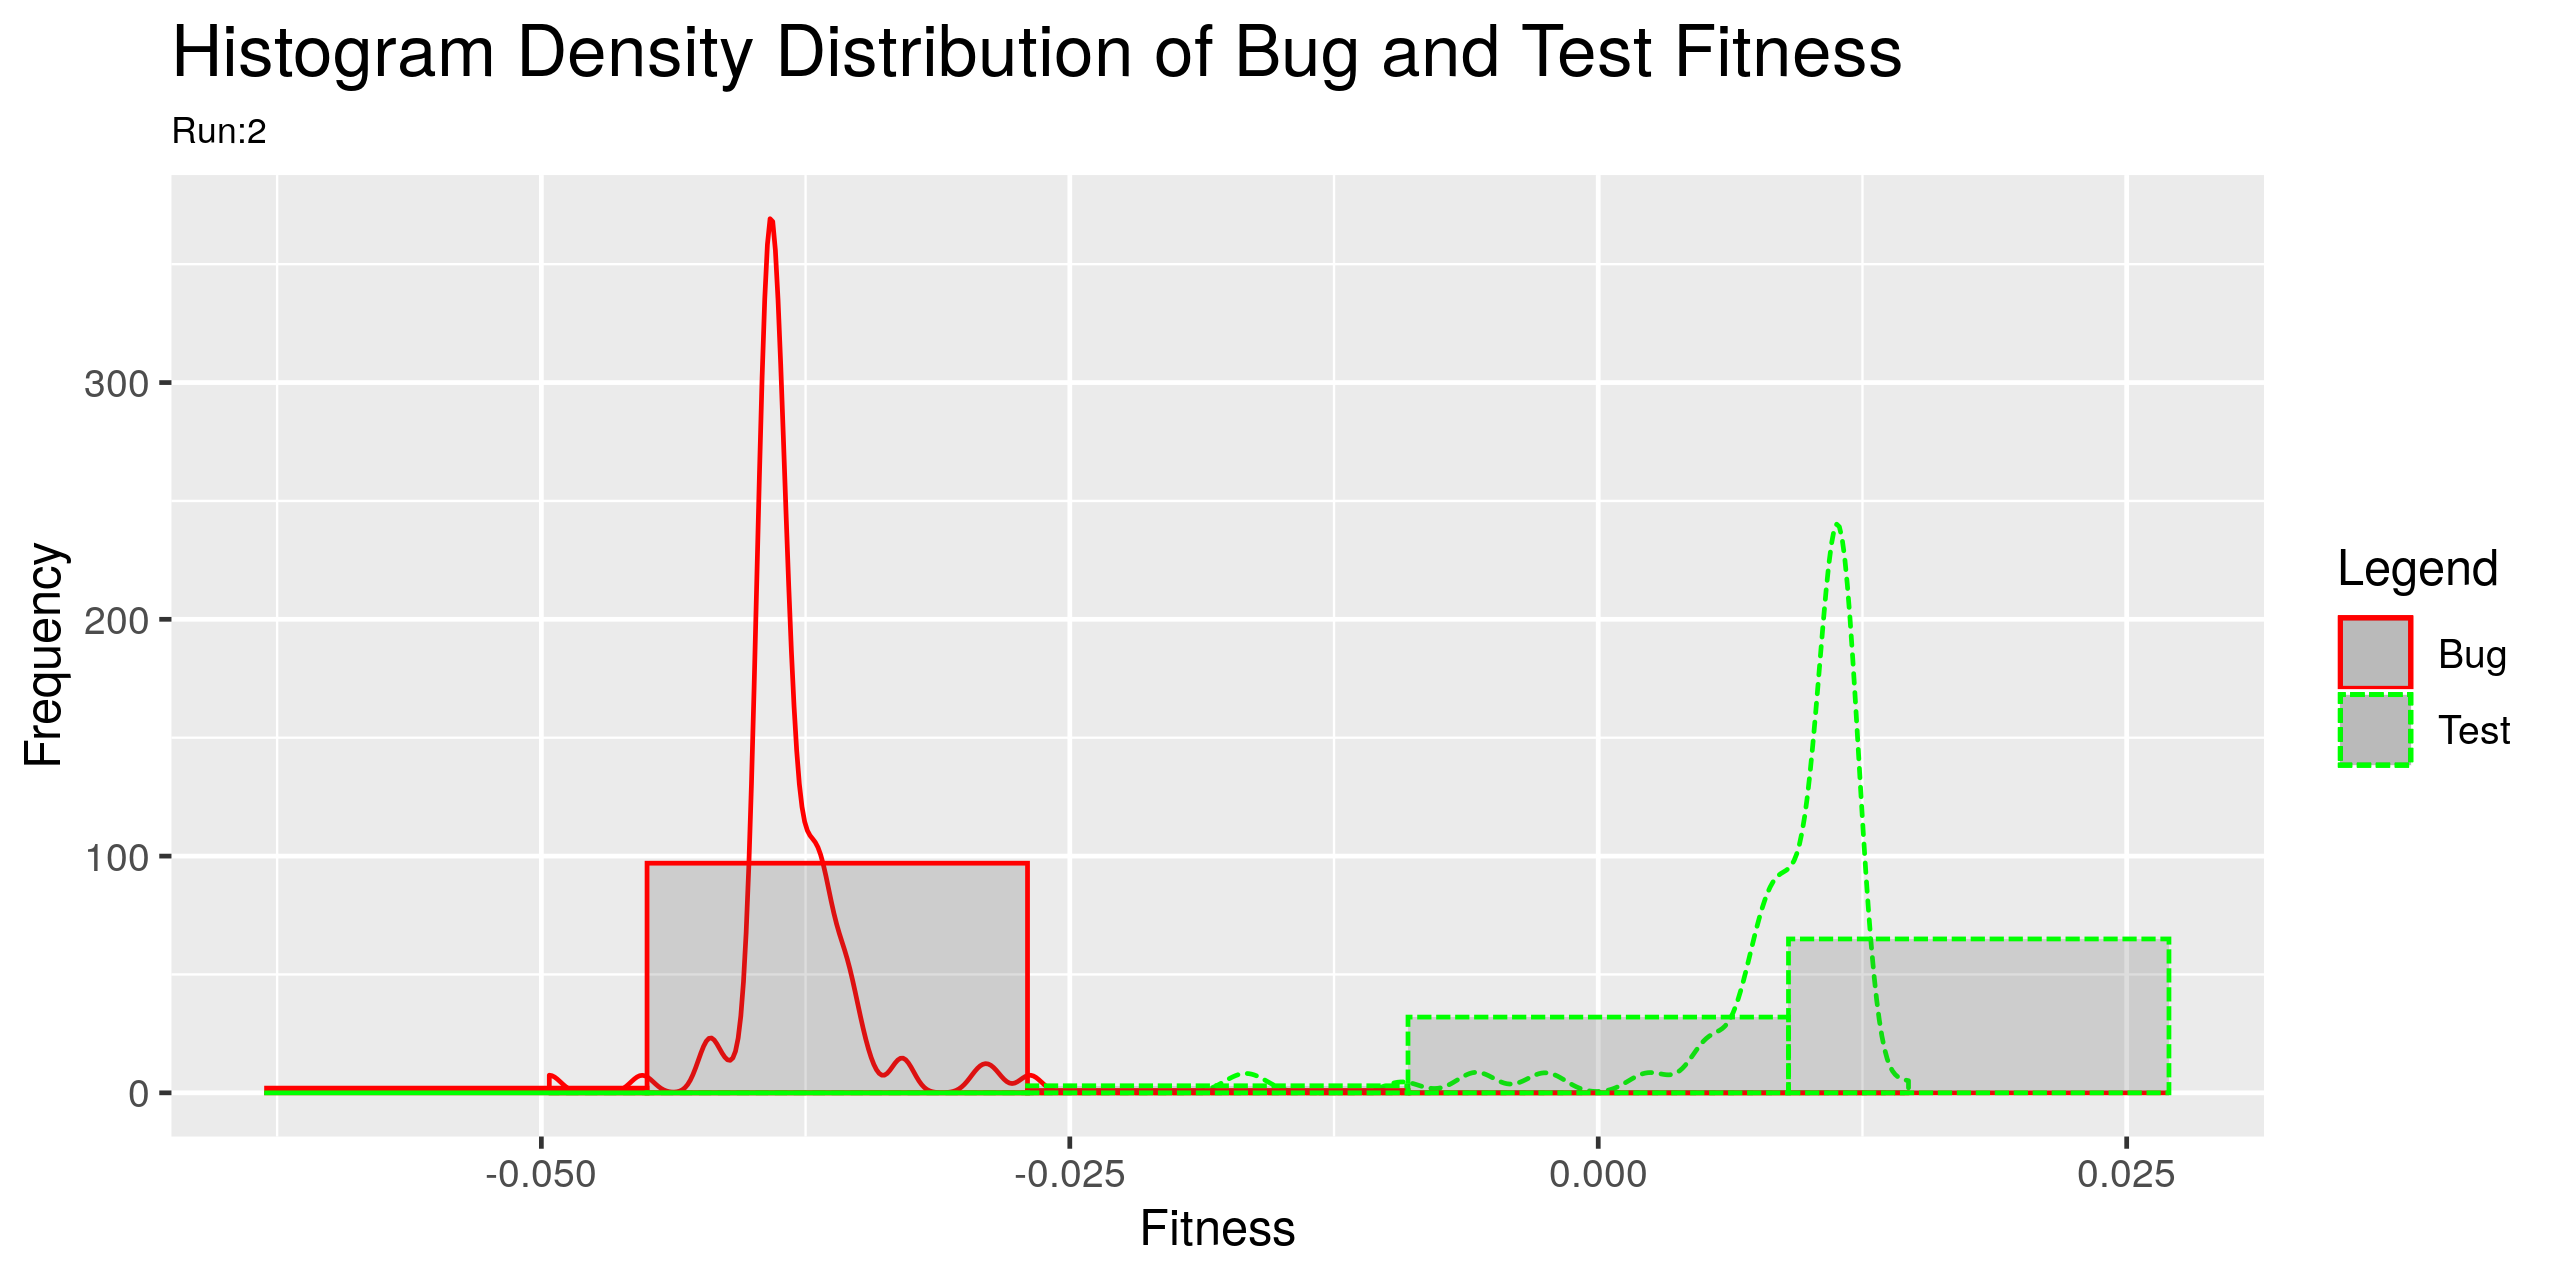 Histogram Density Distribution of Bug and Test Fitness
Run:2
Frequency
300
200
100
0
-0.050
-0.025
0.000
0.025
Fitness
Legend
Bug
Test